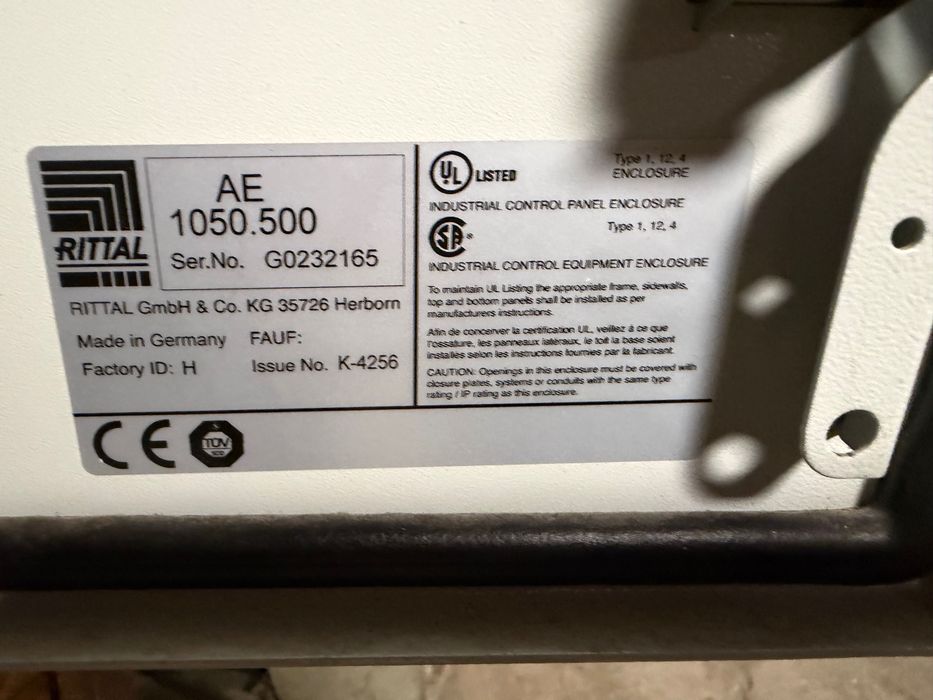 RITTAL
AE
1050.500
Ser.No. G0232165
RITTAL GmbH & Co. KG 35726 Herborn
Made in Germany FAUF:
Factory ID: H Issue No. K-4256
UL LISTED
Type 1, 12, 4
ENCLOSURE
INDUSTRIAL CONTROL PANEL ENCLOSURE
Type 1, 12, 4
INDUSTRIAL CONTROL EQUIPMENT ENCLOSURE
To maintain UL Listing the appropriate frame, sidewalls,
top and bottom panels shall be installed as per
manufacturers instructions.
Afin de concerver la certification UL, veillez à ce que
l'ossature, les panneaux latéraux, le toit la base soient
installés selon les instructions fournies par la fabricant.
CAUTION: Openings in this enclosure must be covered with
closure plates, systems or conduits with the same type
rating / IP rating as this enclosure.
CE
TÜV